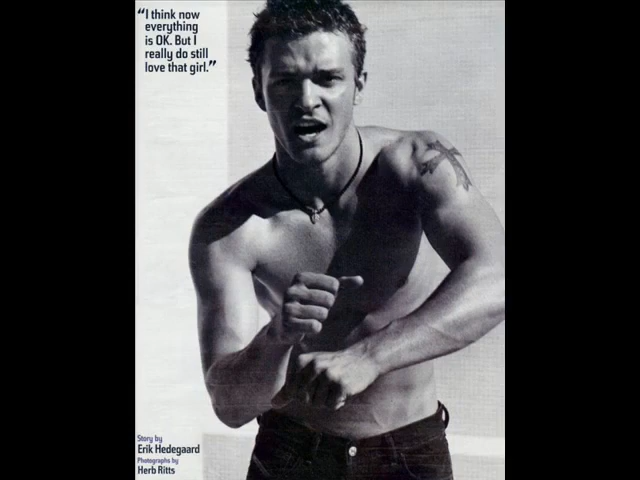 "I think now
everything
is OK. But I
really do still
love that girl."
Story by
Erik Hedegaard
Photographs by
Herb Ritts